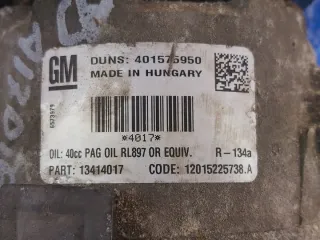 GM
DUNS: 401575950
MADE IN HUNGARY
*4017*
OIL: 40cc PAG OIL RL897 OR EQUIV. R-134a
PART: 13414017 CODE: 12015225738.A